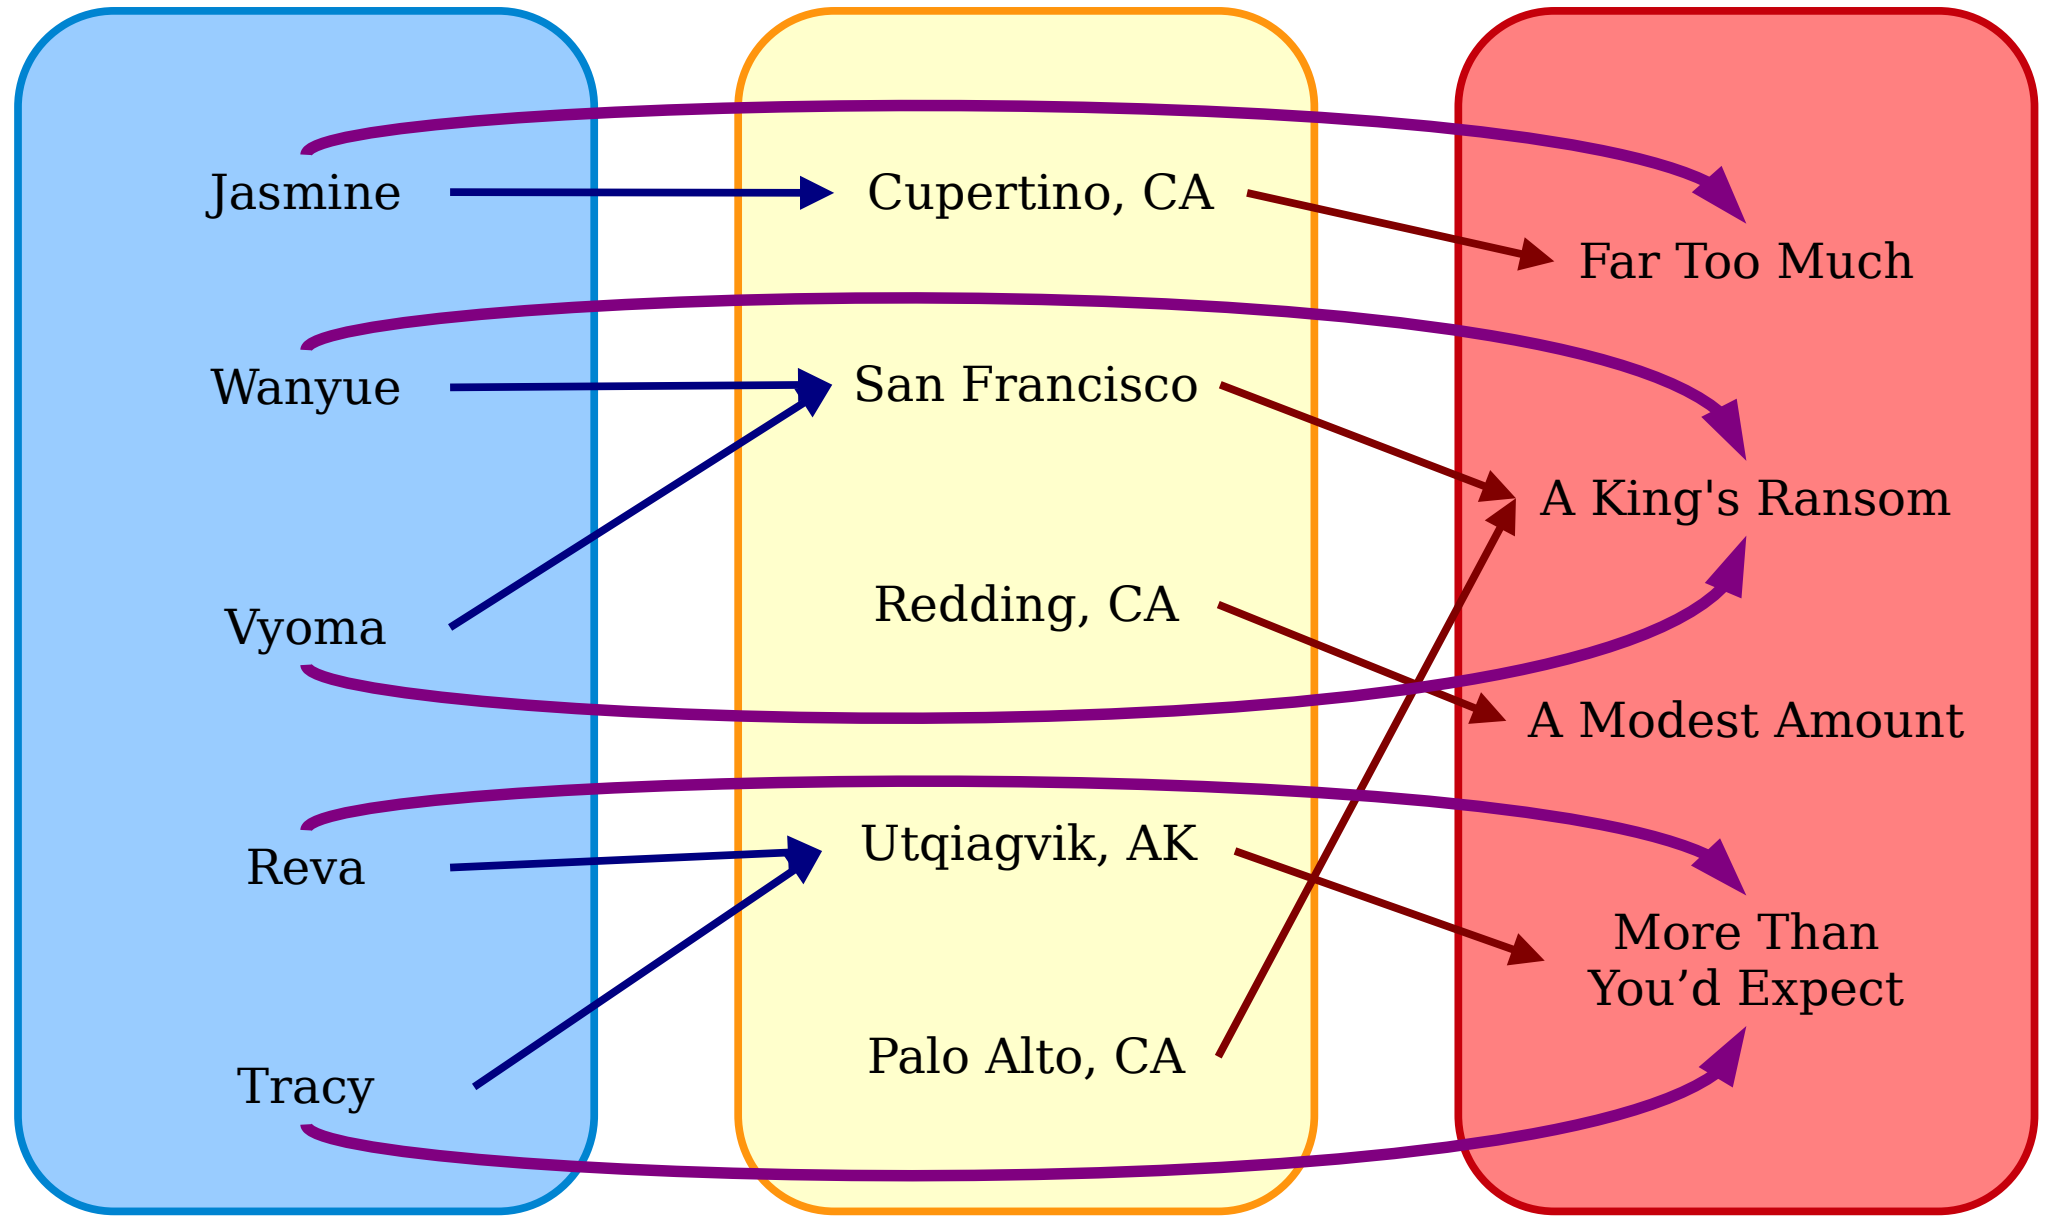 Jasmine
Wanyue
Vyoma
Reva
Tracy
Cupertino, CA
San Francisco
Redding, CA
Utqiagvik, AK
Palo Alto, CA
Far Too Much
A King's Ransom
A Modest Amount
More Than
You’d Expect